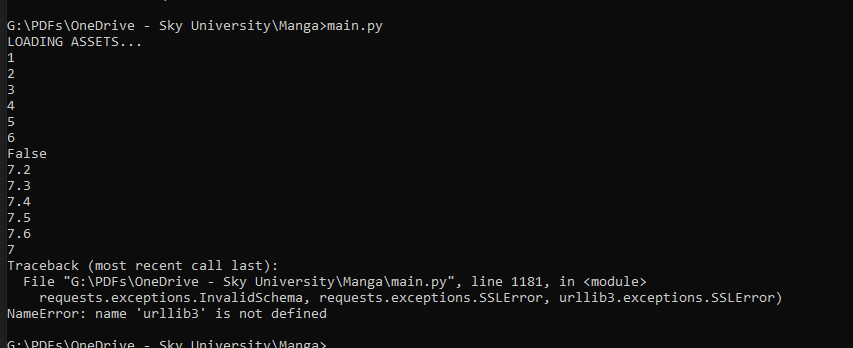 G:\PDFs\OneDrive - Sky University\Manga>main.py
LOADING ASSETS...
1
2
3
4
5
6
False
7.2
7.3
7.4
7.5
7.6
7
Traceback (most recent call last):
  File "G:\PDFs\OneDrive - Sky University\Manga\main.py", line 1181, in <module>
    requests.exceptions.InvalidSchema, requests.exceptions.SSLError, urllib3.exceptions.SSLError)
NameError: name 'urllib3' is not defined
G:\PDFs\OneDrive - Sky University\Manga>